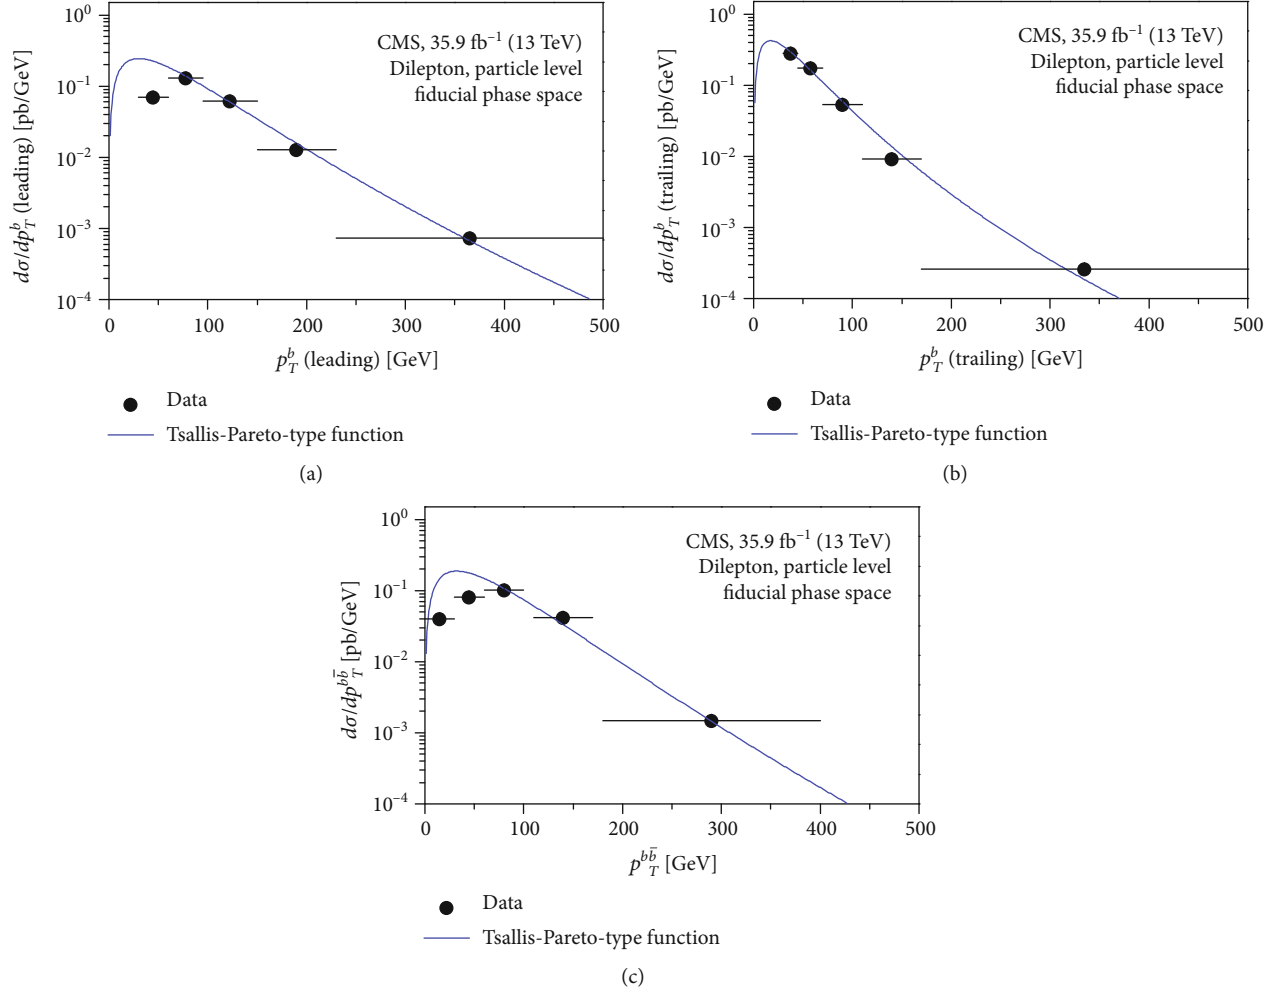 10⁰
10⁻¹
10⁻²
10⁻³
10⁻⁴
dσ/dp_T^b (leading) [pb/GeV]
CMS, 35.9 fb⁻¹ (13 TeV)
Dilepton, particle level
fiducial phase space
0 100 200 300 400 500
p_T^b (leading) [GeV]
Data
Tsallis-Pareto-type function
(a)
10⁰
10⁻¹
10⁻²
10⁻³
10⁻⁴
dσ/dp_T^b (trailing) [pb/GeV]
CMS, 35.9 fb⁻¹ (13 TeV)
Dilepton, particle level
fiducial phase space
0 100 200 300 400 500
p_T^b (trailing) [GeV]
Data
Tsallis-Pareto-type function
(b)
10⁰
10⁻¹
10⁻²
10⁻³
10⁻⁴
dσ/dp_T^{bb̄} [pb/GeV]
CMS, 35.9 fb⁻¹ (13 TeV)
Dilepton, particle level
fiducial phase space
0 100 200 300 400 500
p_T^{bb̄} [GeV]
Data
Tsallis-Pareto-type function
(c)